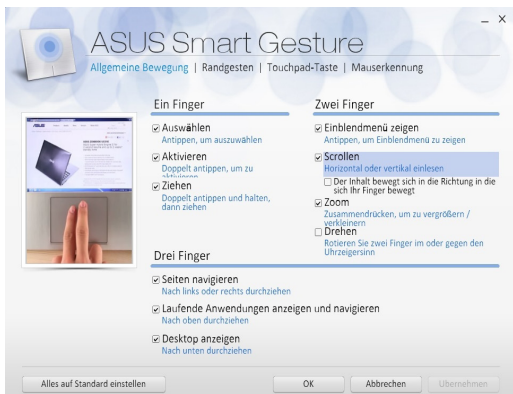 ASUS Smart Gesture
Allgemeine Bewegung | Randgesten | Touchpad-Taste | Mauserkennung
Ein Finger
Auswählen
Antippen, um auszuwählen
Aktivieren
Doppelt antippen, um zu
aktivieren
Ziehen
Doppelt antippen und halten,
dann ziehen
Zwei Finger
Einblendmenü zeigen
Antippen, um Einblendmenü zu zeigen
Scrollen
Horizontal oder vertikal einlesen
Der Inhalt bewegt sich in die Richtung in die
sich Ihr Finger bewegt
Zoom
Zusammendrücken, um zu vergrößern /
verkleinern
Drehen
Rotieren Sie zwei Finger im oder gegen den
Uhrzeigersinn
Drei Finger
Seiten navigieren
Nach links oder rechts durchziehen
Laufende Anwendungen anzeigen und navigieren
Nach oben durchziehen
Desktop anzeigen
Nach unten durchziehen
Alles auf Standard einstellen
OK
Abbrechen
Übernehmen